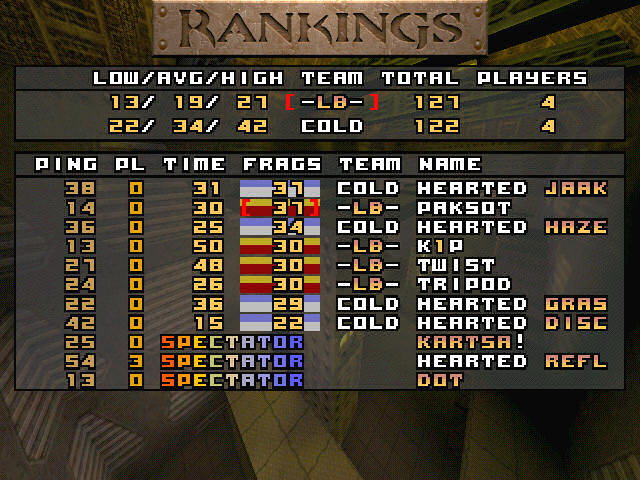 RANKINGS
LOW/AVG/HIGH TEAM TOTAL PLAYERS
13/ 19/ 27 [-LB-] 127 4
22/ 34/ 42 COLD 122 4
PING PL TIME FRAGS TEAM NAME
38 0 31 37 COLD HEARTED JAAK
14 0 30 [ 37] -LB- PAKSOT
36 0 25 34 COLD HEARTED HAZE
13 0 50 30 -LB- K1P
27 0 48 30 -LB- TWIST
24 0 26 30 -LB- TRIPOD
22 0 36 29 COLD HEARTED GRAS
42 0 15 22 COLD HEARTED DISC
25 0 SPECTATOR KARTSA!
54 3 SPECTATOR HEARTED REFL
13 0 SPECTATOR DOT